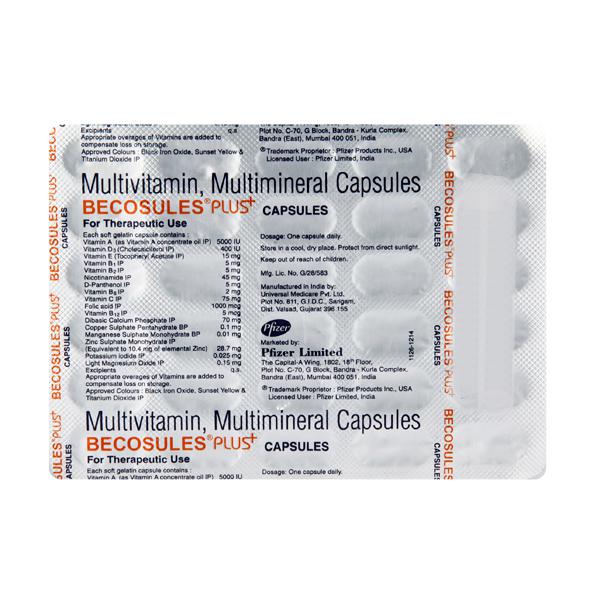 Excipients q.s.
Appropriate overages of Vitamins are added to
compensate loss on storage.
Approved Colours : Black Iron Oxide, Sunset Yellow &
Titanium Dioxide IP
Plot No. C-70, G Block, Bandra - Kurla Complex,
Bandra (East), Mumbai 400 051, India
® Trademark Proprietor : Pfizer Products Inc., USA
Licensed User : Pfizer Limited, India
Multivitamin, Multimineral Capsules
BECOSULES® PLUS+ CAPSULES
For Therapeutic Use
Each soft gelatin capsule contains :
Vitamin A (as Vitamin A concentrate oil IP) 5000 IU
Vitamin D3 (Cholecalciferol IP) 400 IU
Vitamin E (Tocopheryl Acetate IP) 15 mg
Vitamin B1 IP 5 mg
Vitamin B2 IP 5 mg
Nicotinamide IP 45 mg
D-Panthenol IP 5 mg
Vitamin B6 IP 2 mg
Vitamin C IP 75 mg
Folic acid IP 1000 mcg
Vitamin B12 IP 5 mcg
Dibasic Calcium Phosphate IP 70 mg
Copper Sulphate Pentahydrate BP 0.1 mg
Manganese Sulphate Monohydrate BP 0.01 mg
Zinc Sulphate Monohydrate IP
(Equivalent to 10.4 mg of elemental Zinc) 28.7 mg
Potassium Iodide IP 0.025 mg
Light Magnesium Oxide IP 0.15 mg
Excipients q.s.
Appropriate overages of Vitamins are added to
compensate loss on storage.
Approved Colours : Black Iron Oxide, Sunset Yellow &
Titanium Dioxide IP
Dosage: One capsule daily.
Store in a cool, dry place. Protect from direct sunlight.
Keep out of reach of children.
Mfg. Lic. No. G/28/583
Manufactured in India by:
Universal Medicare Pvt. Ltd.
Plot No. 811, G.I.D.C., Sarigam,
Dist. Valsad, Gujarat 396 155
Pfizer
Marketed by:
Pfizer Limited
The Capital-A Wing, 1802, 18th Floor,
Plot No. C-70, G Block, Bandra - Kurla Complex,
Bandra (East), Mumbai 400 051, India
® Trademark Proprietor : Pfizer Products Inc., USA
Licensed User : Pfizer Limited, India
1126-1214
Multivitamin, Multimineral Capsules
BECOSULES® PLUS+ CAPSULES
For Therapeutic Use
Each soft gelatin capsule contains :
Vitamin A (as Vitamin A concentrate oil IP) 5000 IU
Dosage: One capsule daily.
BECOSULES® PLUS+
CAPSULES
BECOSULES® PLUS+
CAPSULES
BECOSULES® PLUS+
CAPSULES
BECOSULES® PLUS+
CAPSULES